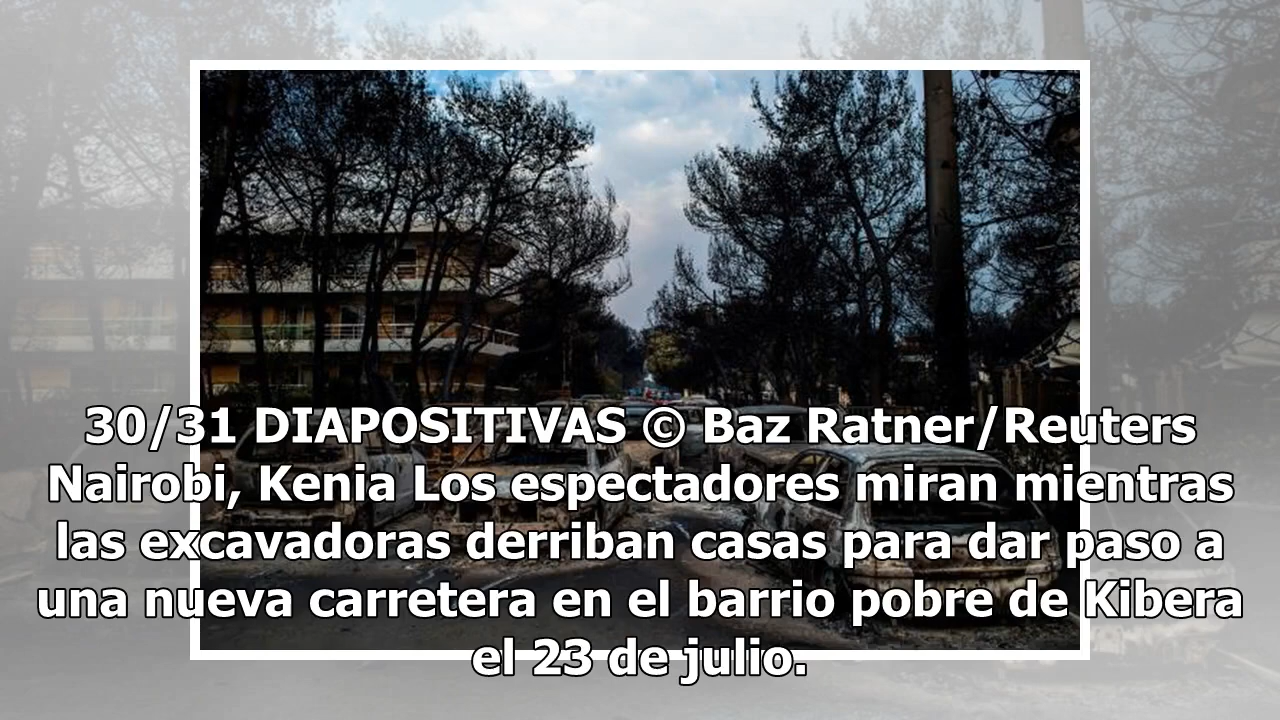 30/31 DIAPOSITIVAS © Baz Ratner/Reuters
Nairobi, Kenia Los espectadores miran mientras
las excavadoras derriban casas para dar paso a
una nueva carretera en el barrio pobre de Kibera
el 23 de julio.